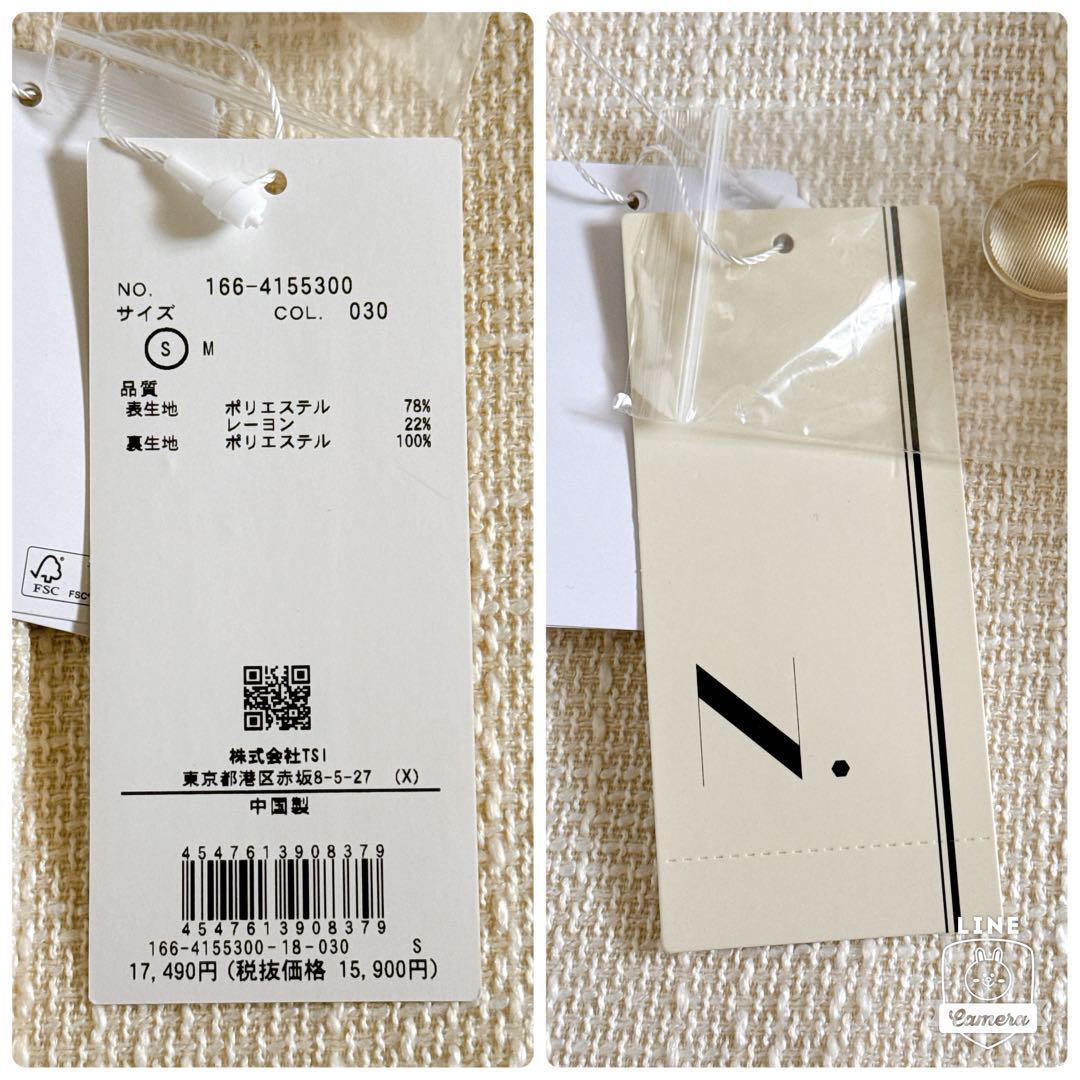 NO. 166-4155300
サイズ COL. 030
S M
品質
表生地 ポリエステル 78%
レーヨン 22%
裏生地 ポリエステル 100%
FSC
FSC
株式会社TSI
東京都港区赤坂8-5-27 (X)
中国製
4547613908379
4547613908379
166-4155300-18-030 S
17,490円 (税抜価格 15,900円)
N.
LINE
Camera